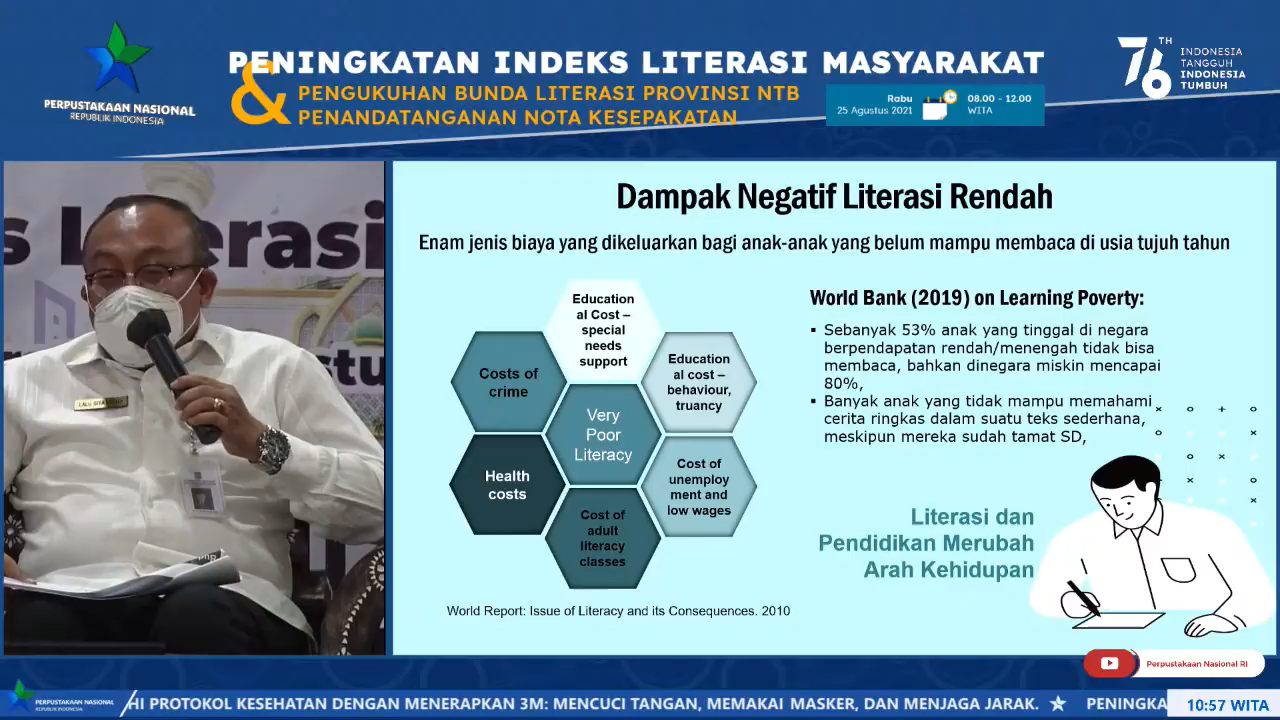 PERPUSTAKAAN NASIONAL
REPUBLIK INDONESIA
PENINGKATAN INDEKS LITERASI MASYARAKAT
& PENGUKUHAN BUNDA LITERASI PROVINSI NTB
PENANDATANGANAN NOTA KESEPAKATAN
Rabu
25 Agustus 2021
08.00 - 12.00
WITA
76TH
INDONESIA
TANGGUH
INDONESIA
TUMBUH
Dampak Negatif Literasi Rendah
Enam jenis biaya yang dikeluarkan bagi anak-anak yang belum mampu membaca di usia tujuh tahun
Education
al Cost –
special
needs
support
Costs of
crime
Education
al cost –
behaviour,
truancy
Very
Poor
Literacy
Health
costs
Cost of
unemploy
ment and
low wages
Cost of
adult
literacy
classes
World Report: Issue of Literacy and its Consequences. 2010
World Bank (2019) on Learning Poverty:
▪ Sebanyak 53% anak yang tinggal di negara
berpendapatan rendah/menengah tidak bisa
membaca, bahkan dinegara miskin mencapai
80%,
▪ Banyak anak yang tidak mampu memahami
cerita ringkas dalam suatu teks sederhana,
meskipun mereka sudah tamat SD,
Literasi dan
Pendidikan Merubah
Arah Kehidupan
Perpustakaan Nasional RI
PERPUSTAKAAN NASIONAL
REPUBLIK INDONESIA
HI PROTOKOL KESEHATAN DENGAN MENERAPKAN 3M: MENCUCI TANGAN, MEMAKAI MASKER, DAN MENJAGA JARAK. ★ PENINGKA
10:57 WITA